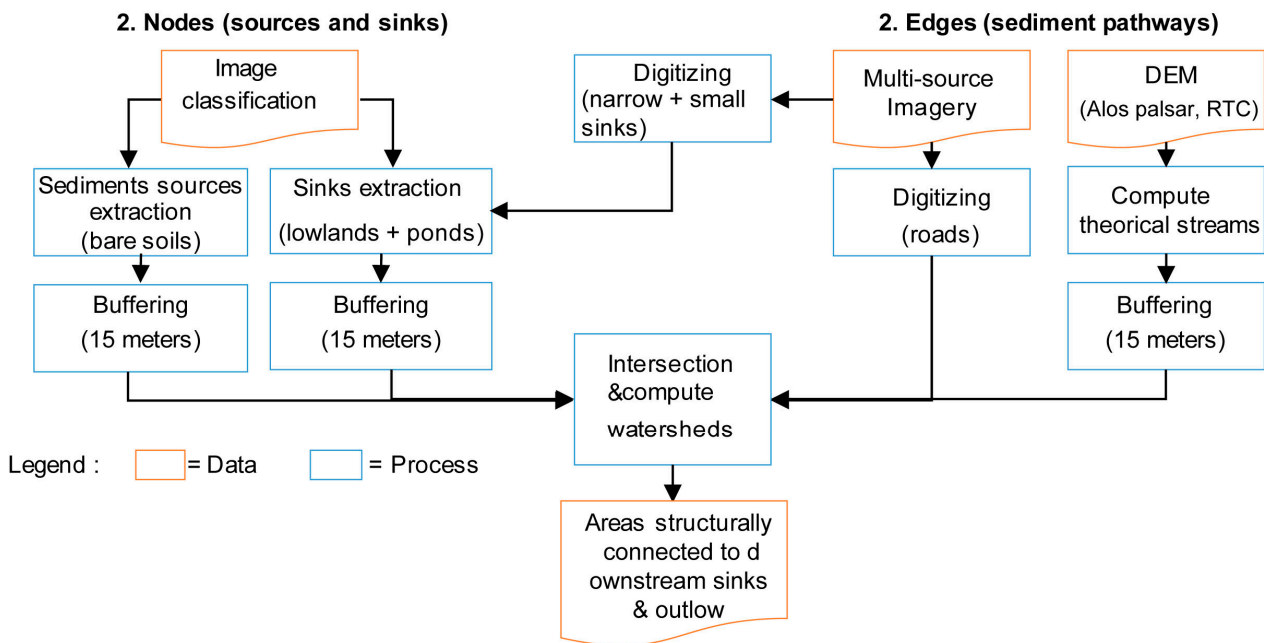 2. Nodes (sources and sinks)
2. Edges (sediment pathways)
Image
classification
Digitizing
(narrow + small
sinks)
Multi-source
Imagery
DEM
(Alos palsar, RTC)
Sediments sources
extraction
(bare soils)
Sinks extraction
(lowlands + ponds)
Digitizing
(roads)
Compute
theorical streams
Buffering
(15 meters)
Buffering
(15 meters)
Intersection
&compute
watersheds
Buffering
(15 meters)
Legend :
= Data
= Process
Areas structurally
connected to d
ownstream sinks
& outlow